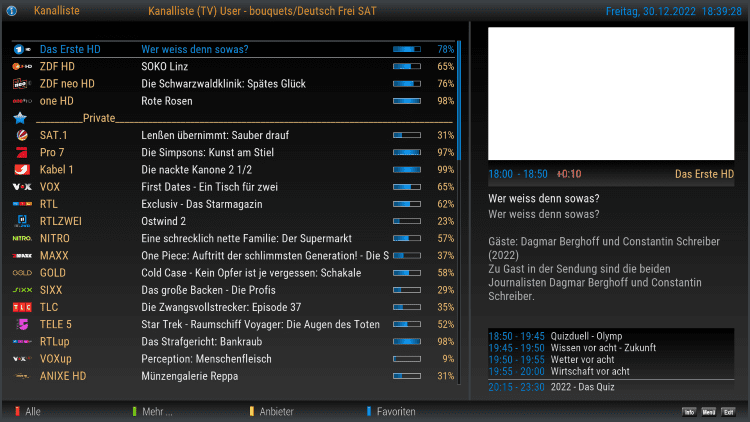 Kanalliste Kanalliste (TV) User - bouquets/Deutsch Frei SAT Freitag, 30.12.2022 18:39:28
Das Erste HD Wer weiss denn sowas? 78%
ZDF HD SOKO Linz 65%
ZDF neo HD Die Schwarzwaldklinik: Spätes Glück 76%
one HD Rote Rosen 98%
Private
SAT.1 Lenßen übernimmt: Sauber drauf 31%
Pro 7 Die Simpsons: Kunst am Stiel 97%
Kabel 1 Die nackte Kanone 2 1/2 99%
VOX First Dates - Ein Tisch für zwei 65%
RTL Exclusiv - Das Starmagazin 62%
RTLZWEI Ostwind 2 23%
NITRO Eine schrecklich nette Familie: Der Supermarkt 57%
MAXX One Piece: Auftritt der schlimmsten Generation! - Die S 37%
GOLD Cold Case - Kein Opfer ist je vergessen: Schakale 58%
SIXX Das große Backen - Die Profis 29%
TLC Die Zwangsvollstrecker: Episode 37 35%
TELE 5 Star Trek - Raumschiff Voyager: Die Augen des Toten 52%
RTLup Das Strafgericht: Bankraub 98%
VOXup Perception: Menschenfleisch 9%
ANIXE HD Münzengalerie Reppa 31%
18:00 - 18:50 +0:10 Das Erste HD
Wer weiss denn sowas?
Wer weiss denn sowas?
Gäste: Dagmar Berghoff und Constantin Schreiber
(2022)
Zu Gast in der Sendung sind die beiden
Journalisten Dagmar Berghoff und Constantin
Schreiber.
18:50 - 19:45 Quizduell - Olymp
19:45 - 19:50 Wissen vor acht - Zukunft
19:50 - 19:55 Wetter vor acht
19:55 - 20:00 Wirtschaft vor acht
20:15 - 23:30 2022 - Das Quiz
Alle Mehr ... Anbieter Favoriten Info Menü Exit